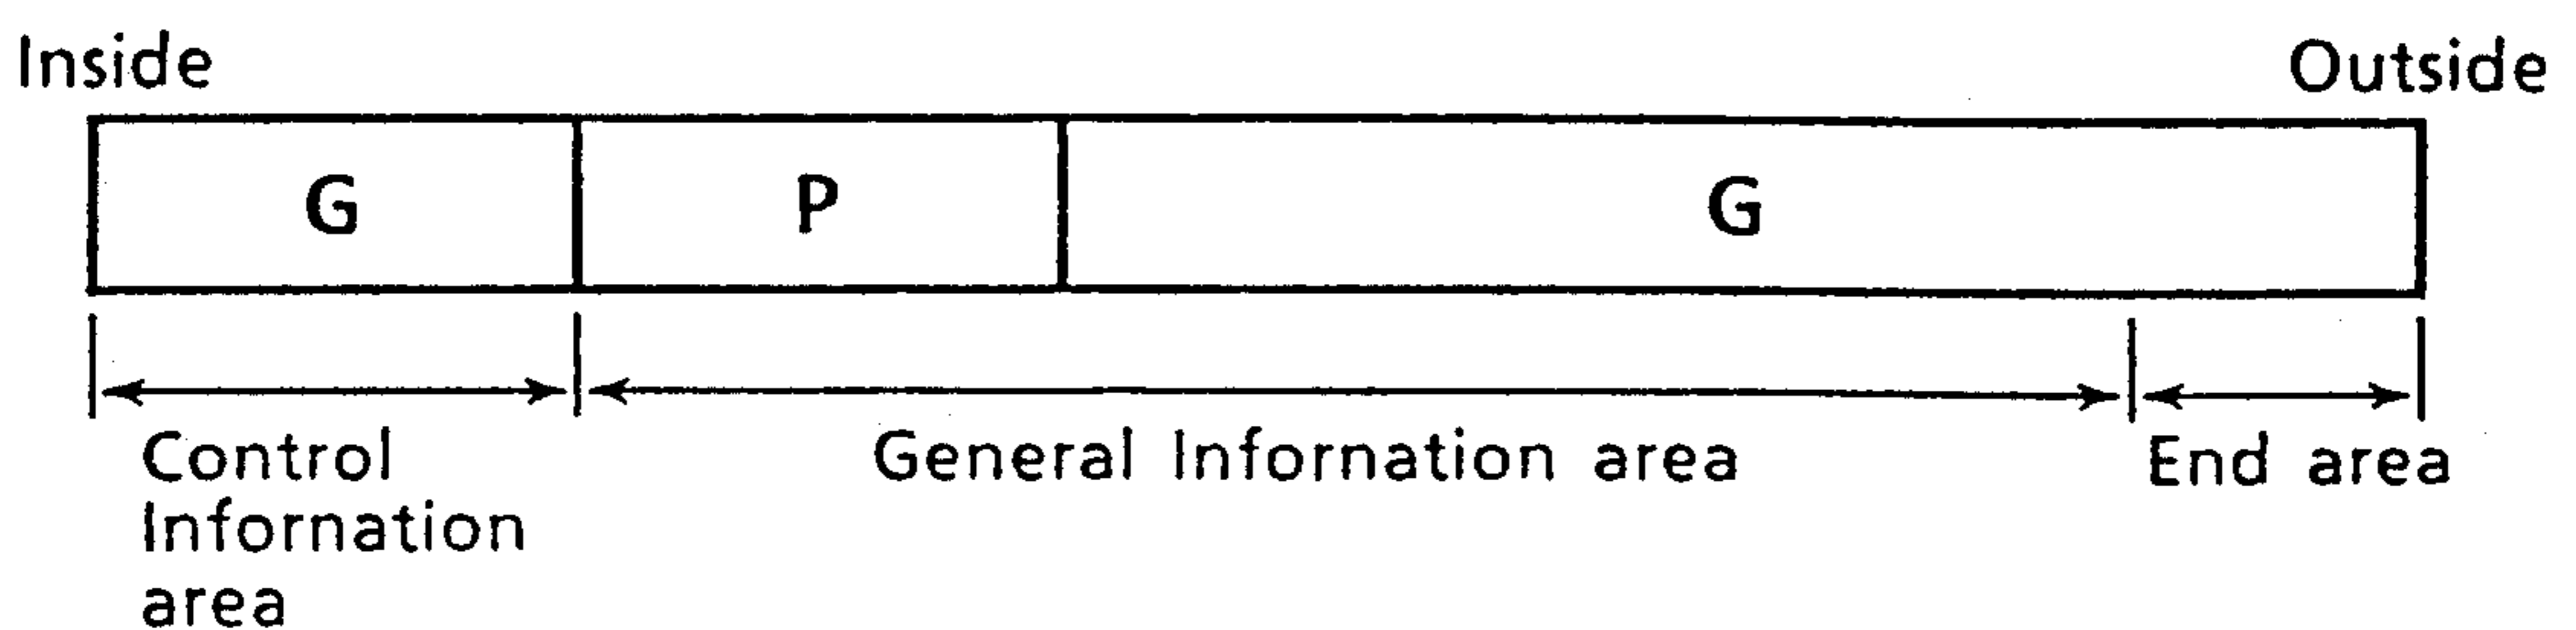 Inside
Outside
G
P
G
Control
Infornation
area
General Infornation area
End area